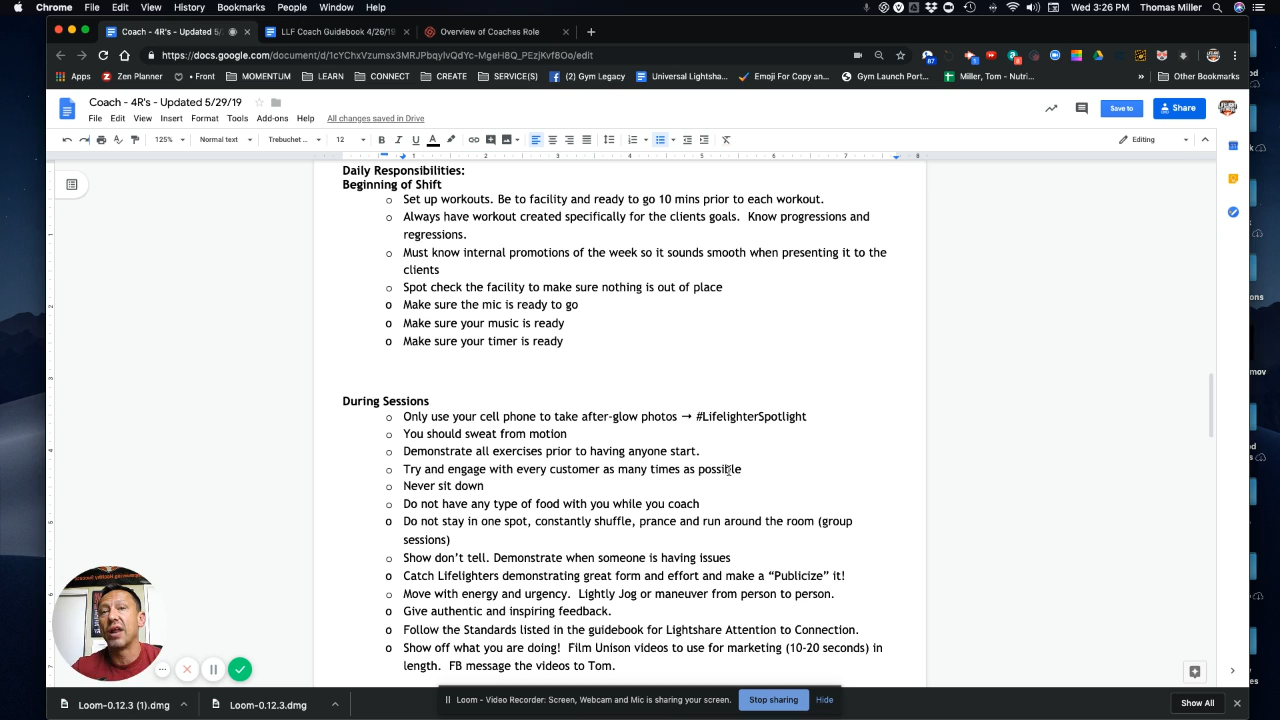 Chrome File Edit View History Bookmarks People Window Help Wed 3:26 PM Thomas Miller
Coach - 4R's - Updated 5/ LLF Coach Guidebook 4/26/19 Overview of Coaches Role
https://docs.google.com/document/d/1cYChxVzumsx3MRJPbqyIvQdYc-MgeH8Q_PEzjKvf8Oo/edit
Apps Zen Planner Front MOMENTUM LEARN CONNECT CREATE SERVICE(S) (2) Gym Legacy Universal Lightsha... Emoji For Copy an... Gym Launch Port... Miller, Tom - Nutri... Other Bookmarks
Coach - 4R's - Updated 5/29/19
File Edit View Insert Format Tools Add-ons Help All changes saved in Drive
Save to Share
125% Normal text Trebuchet ... 12 Editing
Daily Responsibilities:
Beginning of Shift
o Set up workouts. Be to facility and ready to go 10 mins prior to each workout.
o Always have workout created specifically for the clients goals. Know progressions and
regressions.
o Must know internal promotions of the week so it sounds smooth when presenting it to the
clients
o Spot check the facility to make sure nothing is out of place
o Make sure the mic is ready to go
o Make sure your music is ready
o Make sure your timer is ready
During Sessions
o Only use your cell phone to take after-glow photos → #LifelighterSpotlight
o You should sweat from motion
o Demonstrate all exercises prior to having anyone start.
o Try and engage with every customer as many times as possible
o Never sit down
o Do not have any type of food with you while you coach
o Do not stay in one spot, constantly shuffle, prance and run around the room (group
sessions)
o Show don't tell. Demonstrate when someone is having issues
o Catch Lifelighters demonstrating great form and effort and make a “Publicize” it!
o Move with energy and urgency. Lightly Jog or maneuver from person to person.
o Give authentic and inspiring feedback.
o Follow the Standards listed in the guidebook for Lightshare Attention to Connection.
o Show off what you are doing! Film Unison videos to use for marketing (10-20 seconds) in
length. FB message the videos to Tom.
Loom-0.12.3 (1).dmg Loom-0.12.3.dmg Loom - Video Recorder: Screen, Webcam and Mic is sharing your screen. Stop sharing Hide Show All